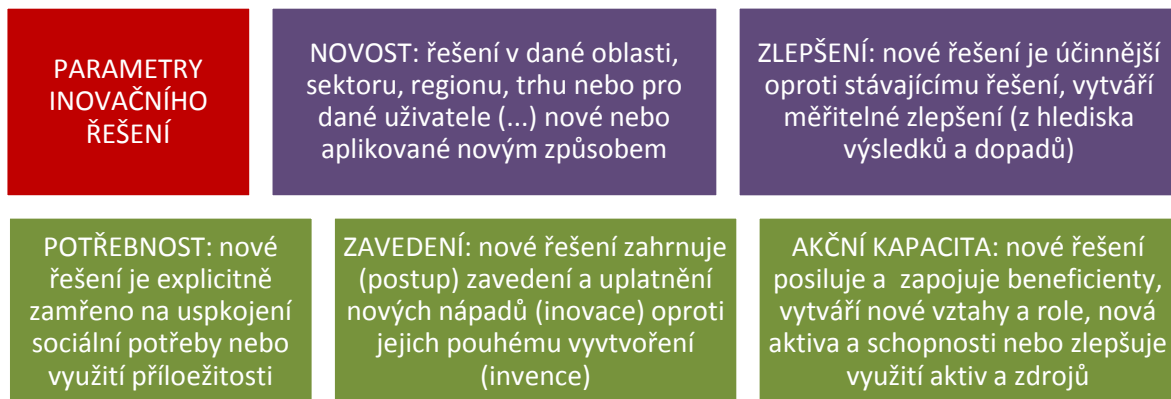 PARAMETRY
INOVAČNÍHO
ŘEŠENÍ
NOVOST: řešení v dané oblasti,
sektoru, regionu, trhu nebo pro
dané uživatele (...) nové nebo
aplikované novým způsobem
ZLEPŠENÍ: nové řešení je účinnější
oproti stávajícímu řešení, vytváří
měřitelné zlepšení (z hlediska
výsledků a dopadů)
POTŘEBNOST: nové
řešení je explicitně
zamřeno na uspkojení
sociální potřeby nebo
využití příloežitosti
ZAVEDENÍ: nové řešení zahrnuje
(postup) zavedení a uplatnění
nových nápadů (inovace) oproti
jejich pouhému vyvtvoření
(invence)
AKČNÍ KAPACITA: nové řešení
posiluje a  zapojuje beneficienty,
vytváří nové vztahy a role, nová
aktiva a schopnosti nebo zlepšuje
využití aktiv a zdrojů